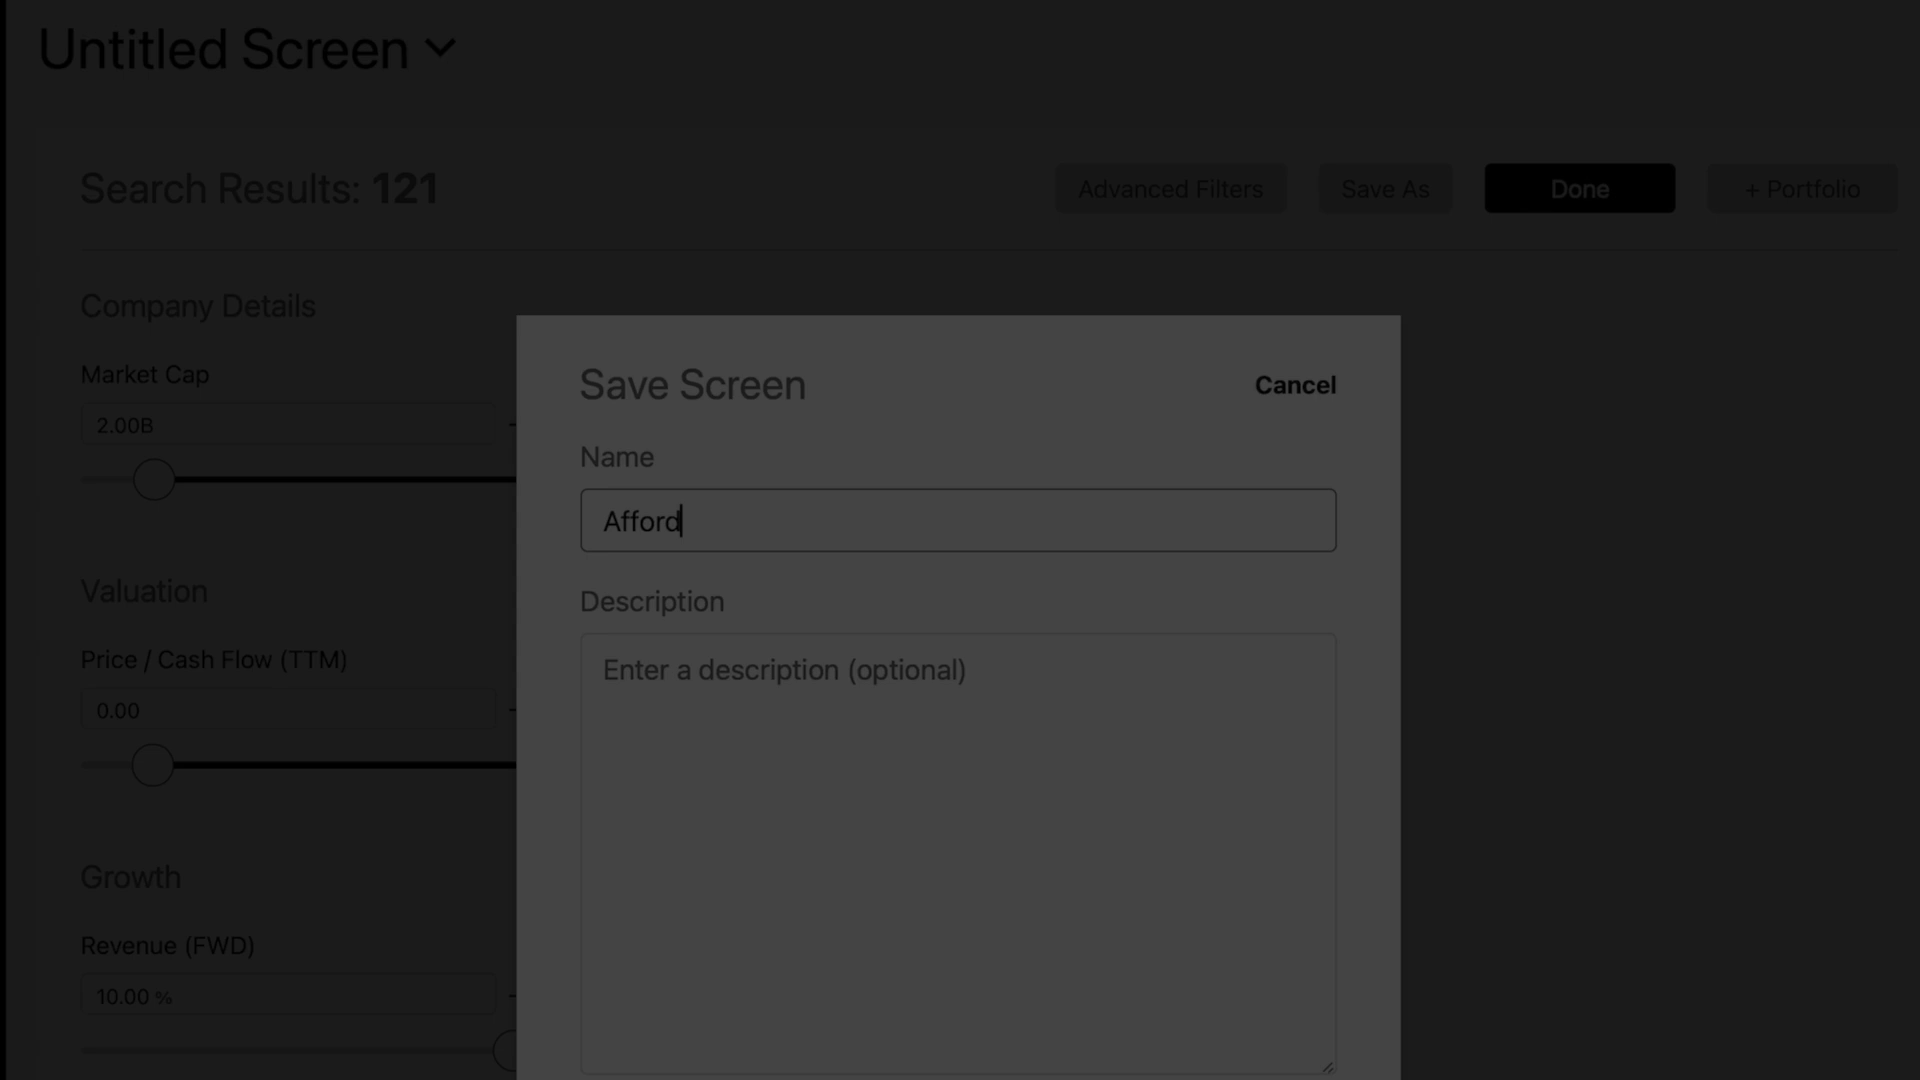 Untitled Screen
Search Results: 121
Advanced Filters
Save As
Done
+ Portfolio
Company Details
Market Cap
2.00B
Valuation
Price / Cash Flow (TTM)
0.00
Growth
Revenue (FWD)
10.00 %
Save Screen
Cancel
Name
Afford
Description
Enter a description (optional)